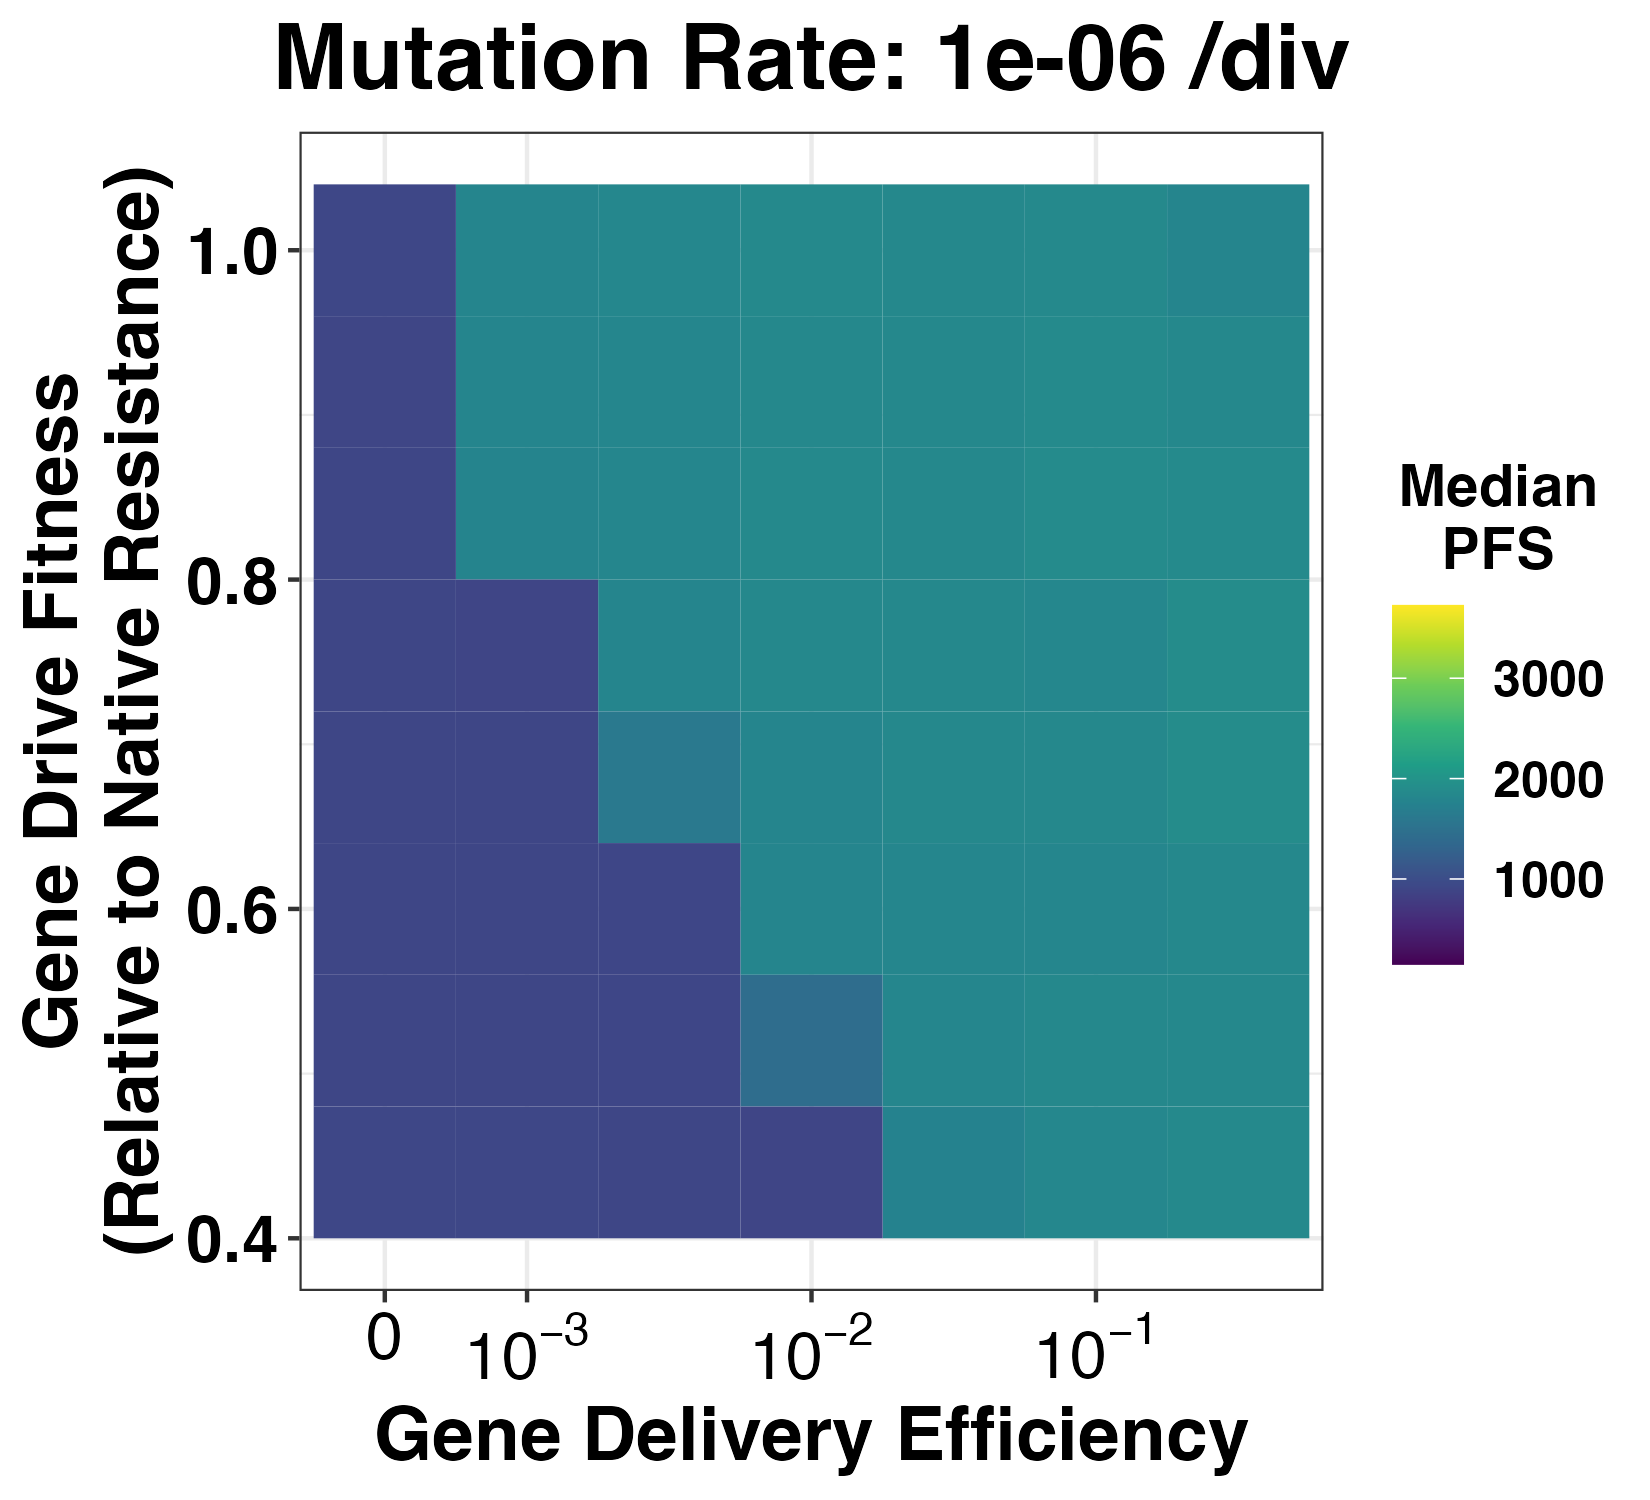 Mutation Rate: 1e-06 /div
Gene Drive Fitness
(Relative to Native Resistance)
1.0
0.8
0.6
0.4
0
10⁻³
10⁻²
10⁻¹
Gene Delivery Efficiency
Median
PFS
3000
2000
1000